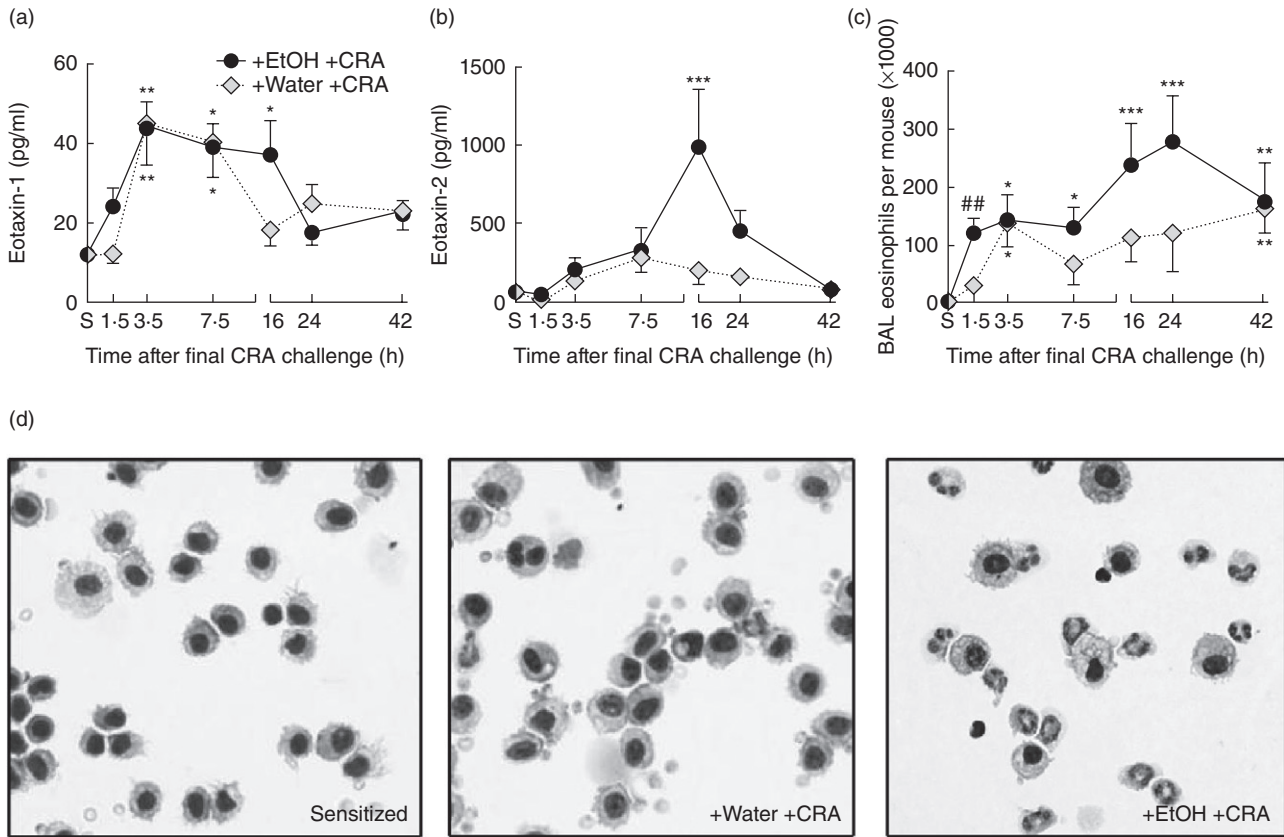 (a)
60
40
20
0
Eotaxin-1 (pg/ml)
+EtOH +CRA
+Water +CRA
**
*
*
**
*
S 1·5 3·5 7·5 16 24 42
Time after final CRA challenge (h)
(b)
1500
1000
500
0
Eotaxin-2 (pg/ml)
***
S 1·5 3·5 7·5 16 24 42
Time after final CRA challenge (h)
(c)
400
300
200
100
0
BAL eosinophils per mouse (×1000)
***
***
**
##
*
*
*
**
S 1·5 3·5 7·5 16 24 42
Time after final CRA challenge (h)
(d)
Sensitized
+Water +CRA
+EtOH +CRA